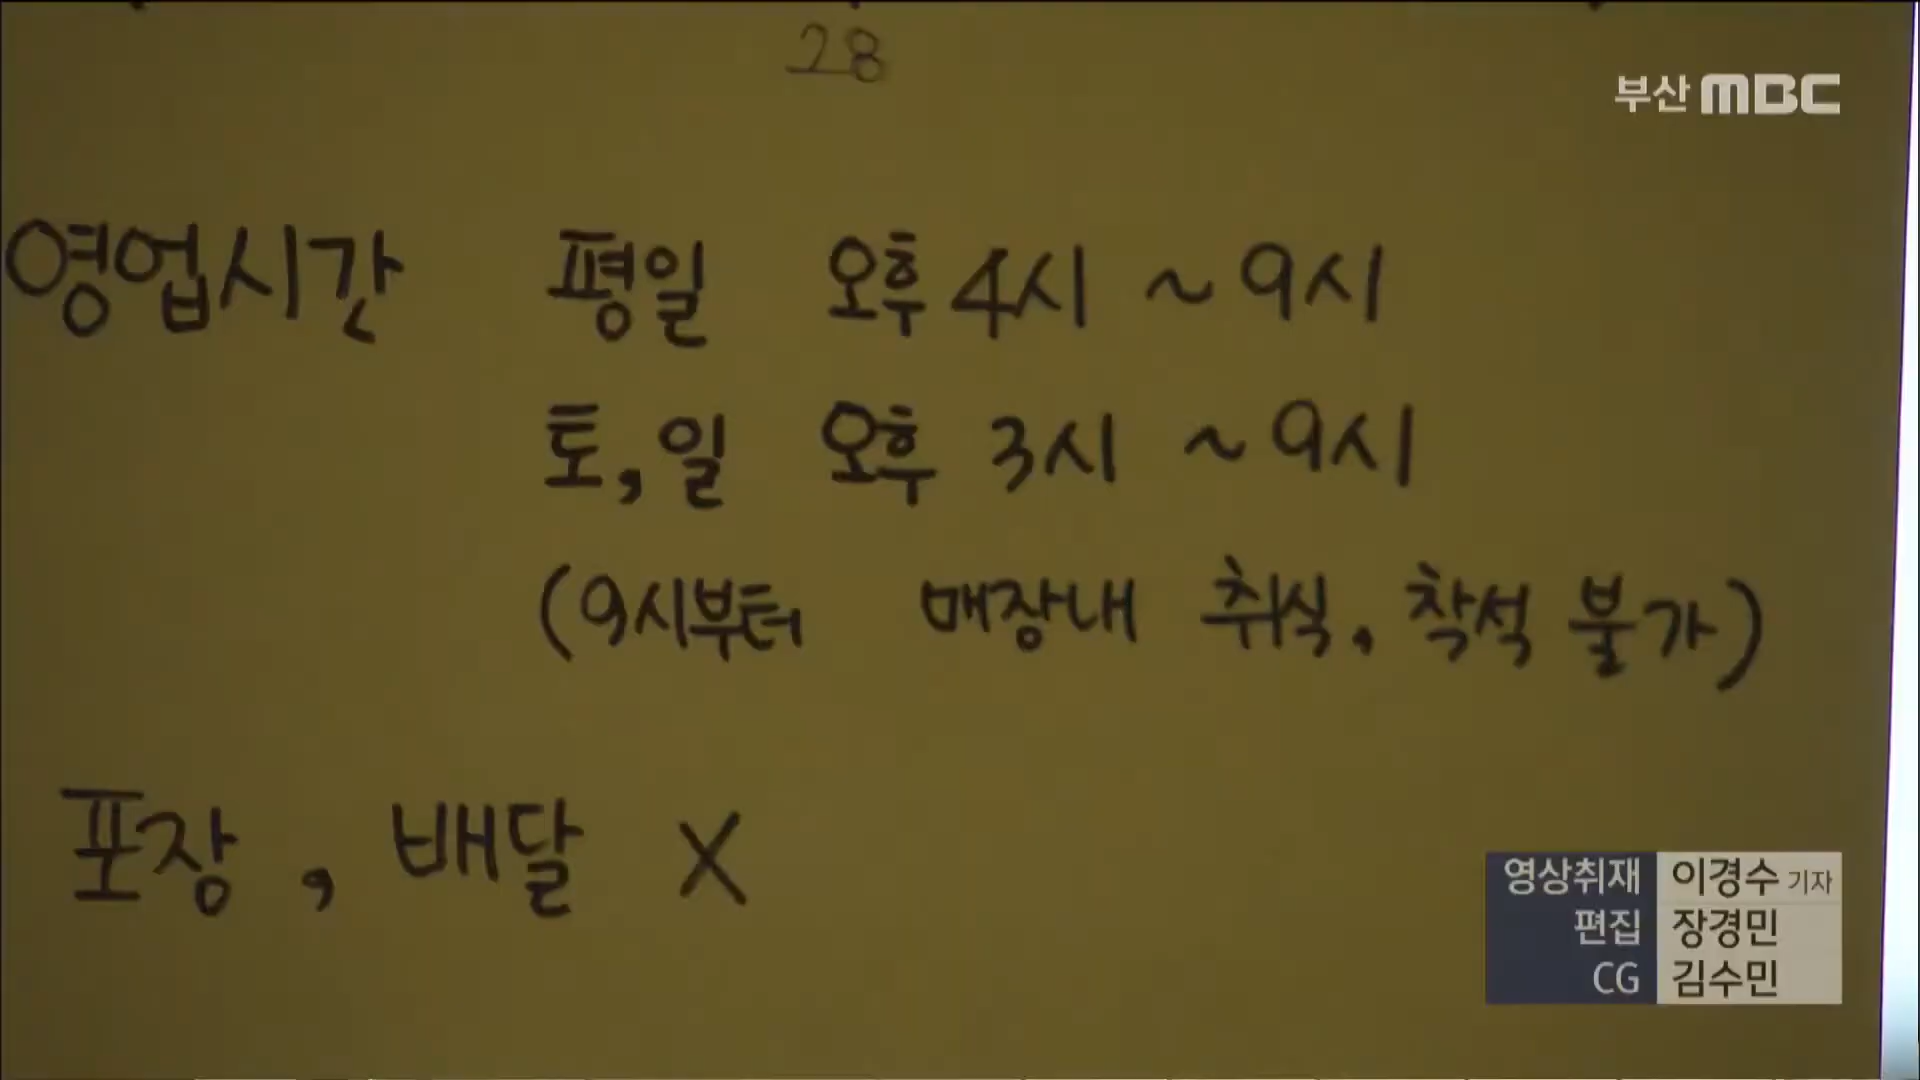 28
부산 MBC
영업시간 평일 오후 4시 ~ 9시
토, 일 오후 3시 ~ 9시
(9시부터 매장내 취식, 착석 불가)
포장, 배달 X
영상취재 이경수 기자
편집 장경민
CG 김수민